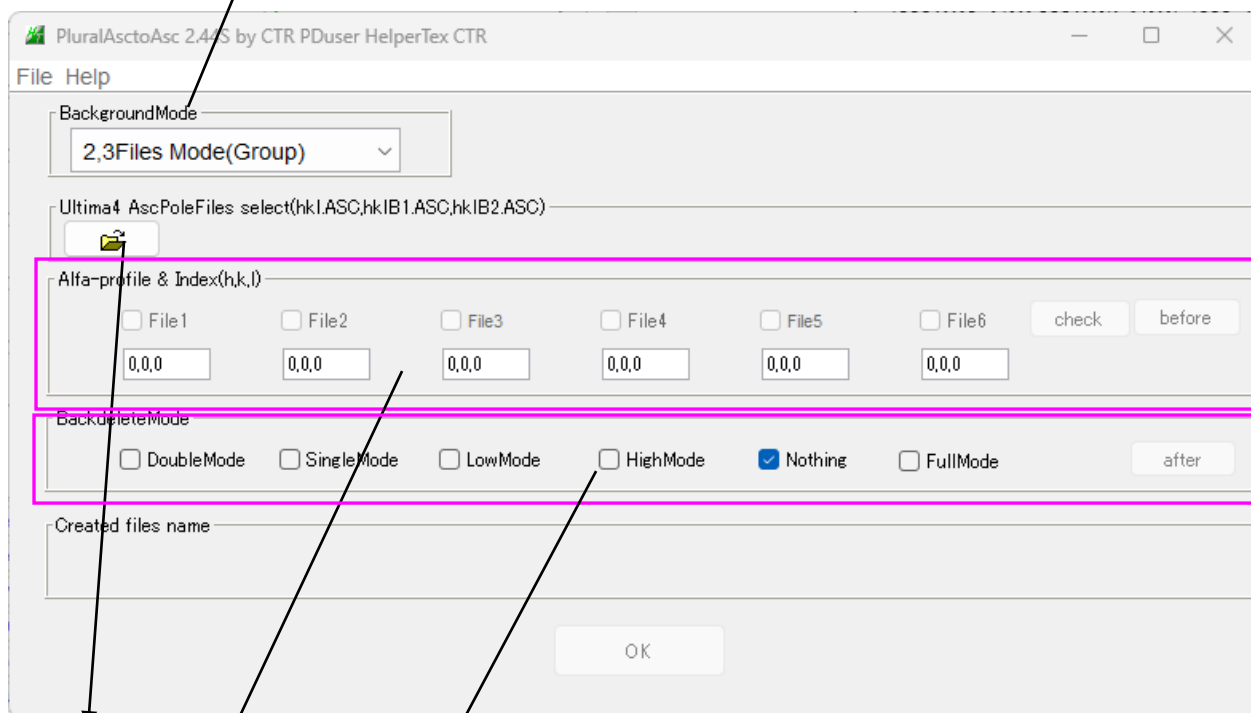 PluralAsctoAsc 2.44S by CTR PDuser HelperTex CTR
File Help
BackgroundMode
2,3Files Mode(Group)
Ultima4 AscPoleFiles select(hkl.ASC,hklB1.ASC,hklB2.ASC)
Alfa-profile & Index(h,k,l)
File1 File2 File3 File4 File5 File6 check before
0,0,0 0,0,0 0,0,0 0,0,0 0,0,0 0,0,0
BackdeleteMode
DoubleMode SingleMode LowMode HighMode Nothing FullMode after
Created files name
OK